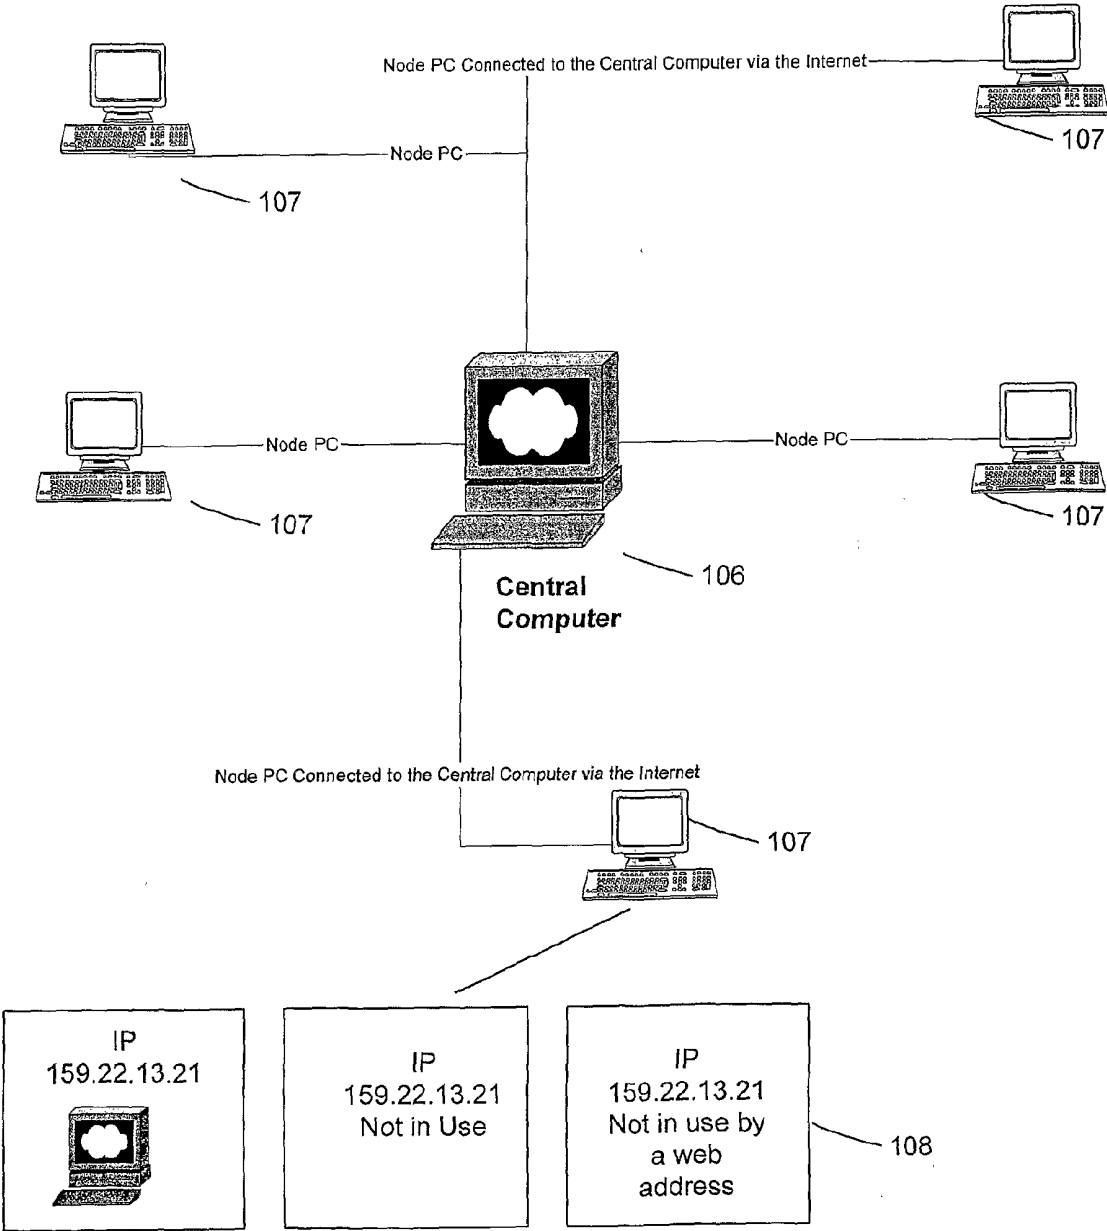 Node PC Connected to the Central Computer via the Internet
107
Node PC
107
Node PC
Node PC
107
107
106
Central
Computer
Node PC Connected to the Central Computer via the Internet
107
IP
159.22.13.21
IP
159.22.13.21
Not in Use
IP
159.22.13.21
Not in use by
a web
address
108